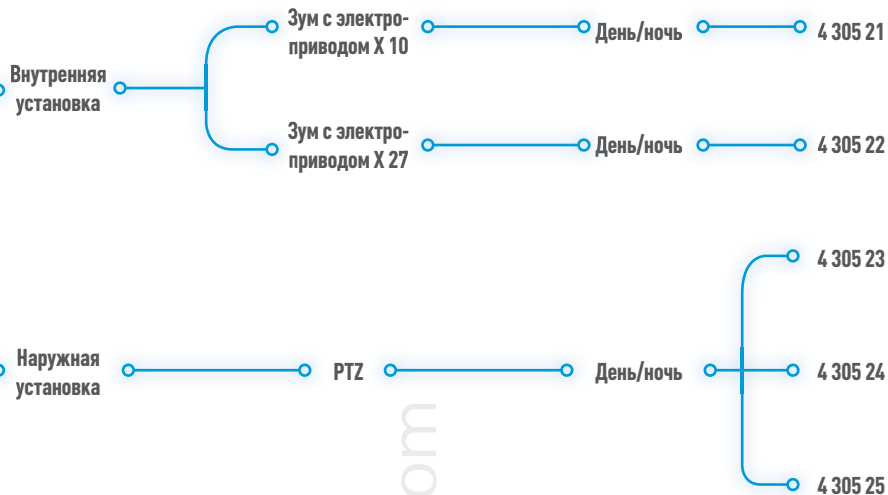 Зум с электро-
приводом X 10
День/ночь
4 305 21
Внутренняя
установка
Зум с электро-
приводом X 27
День/ночь
4 305 22
4 305 23
Наружная
установка
PTZ
День/ночь
4 305 24
4 305 25
om